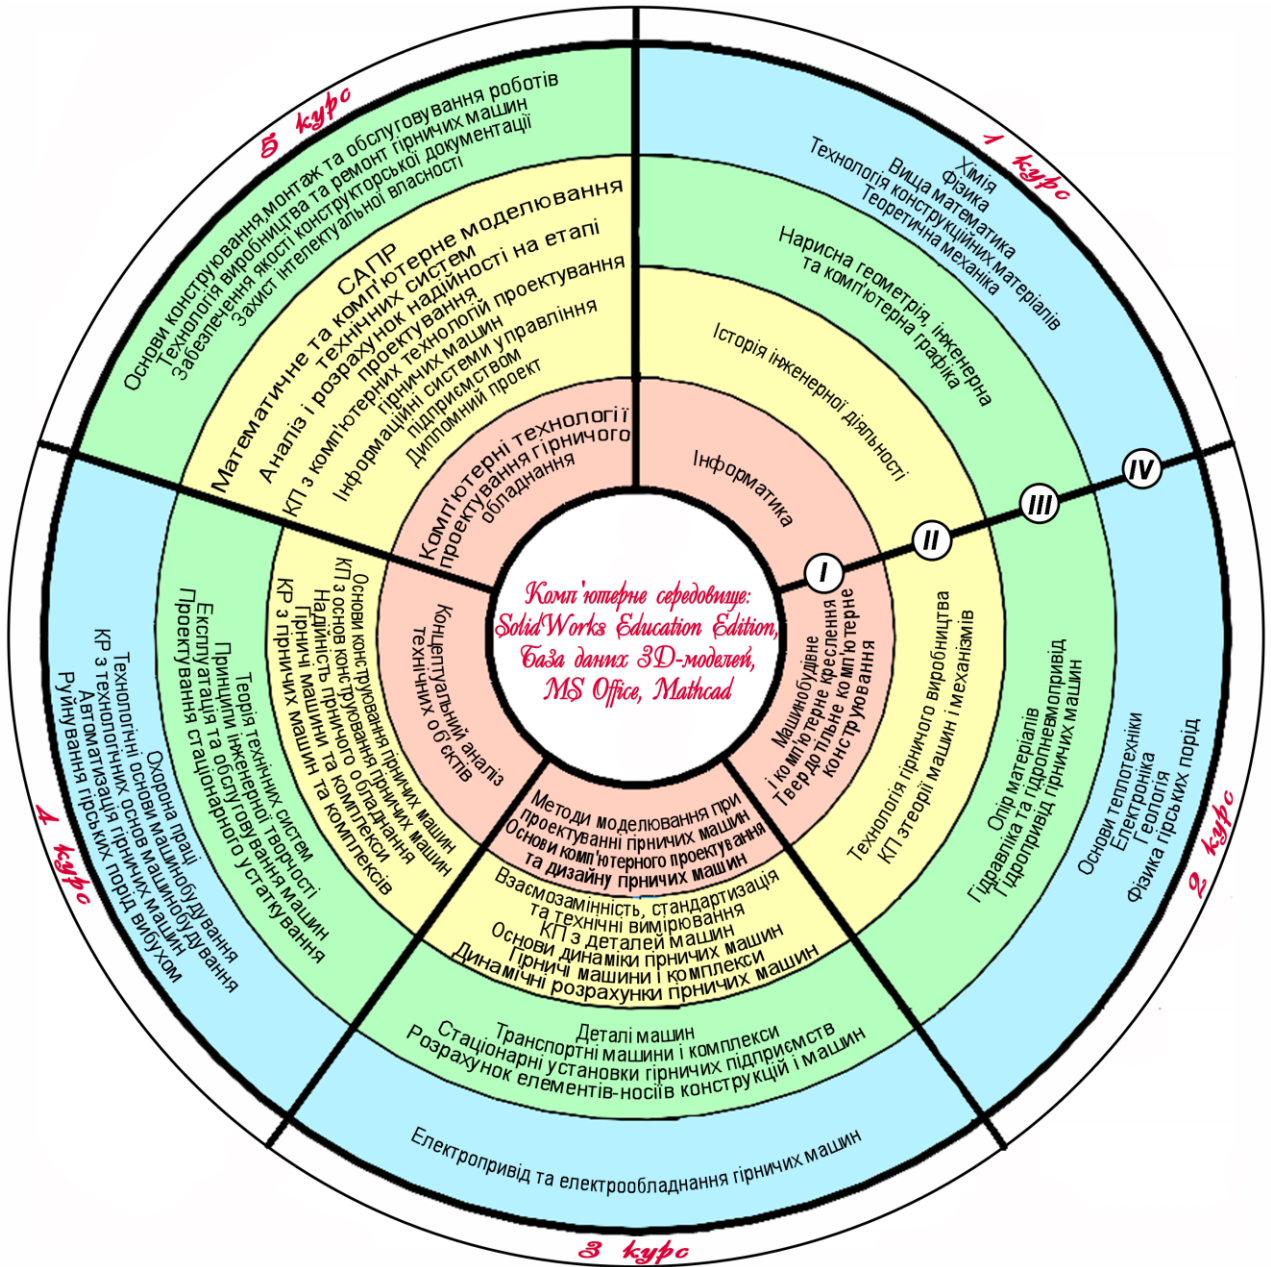 Комп'ютерне середовище:
SolidWorks Education Edition,
База даних 3D-моделей,
MS Office, Mathcad
1 курс
Хімія
Фізика
Вища математика
Технологія конструкційних матеріалів
Теоретична механіка
Нарисна геометрія, інженерна
та комп'ютерна графіка
Історія інженерної діяльності
Інформатика
I
II
III
IV
2 курс
Машинобудівне
і комп'ютерне креслення
Твердотільне комп'ютерне
конструювання
Технологія гірничого виробництва
КП з теорії машин і механізмів
Опір матеріалів
Гідравліка та гідропневмопривід
Гідропривід гірничих машин
Основи теплотехніки
Електроніка
Геологія
Фізика гірських порід
3 курс
Методи моделювання при
проектуванні гірничих машин
Основи комп'ютерного проектування
та дизайну гірничих машин
Взаємозамінність, стандартизація
та технічні вимірювання
КП з деталей машин
Основи динаміки гірничих машин
Гірничі машини і комплекси
Динамічні розрахунки гірничих машин
Деталі машин
Транспортні машини і комплекси
Стаціонарні установки гірничих підприємств
Розрахунок елементів-носіїв конструкцій і машин
Електропривід та електрообладнання гірничих машин
4 курс
Концептуальний аналіз
технічних об'єктів
Основи конструювання гірничих машин
КП з основ конструювання гірничих машин
Надійність гірничого обладнання
Гірничі машини та комплекси
КР з гірничих машин та комплексів
Теорія технічних систем
Принципи інженерної творчості
Експлуатація та обслуговування машин
Проектування стаціонарного устаткування
Охорона праці
Технологічні основи машинобудування
КР з технологічних основ машинобудування
Автоматизація гірничих машин
Руйнування гірських порід вибухом
5 курс
Основи конструювання,монтаж та обслуговування роботів
Технологія виробництва та ремонт гірничих машин
Забезпечення якості конструкторської документації
Захист інтелектуальної власності
САПР
Математичне та комп'ютерне моделювання
технічних систем
Аналіз і розрахунок надійності на етапі
проектування
КП з комп'ютерних технологій проектування
гірничих машин
Інформаційні системи управління
підприємством
Дипломний проект
Комп'ютерні технології
проектування гірничого
обладнання